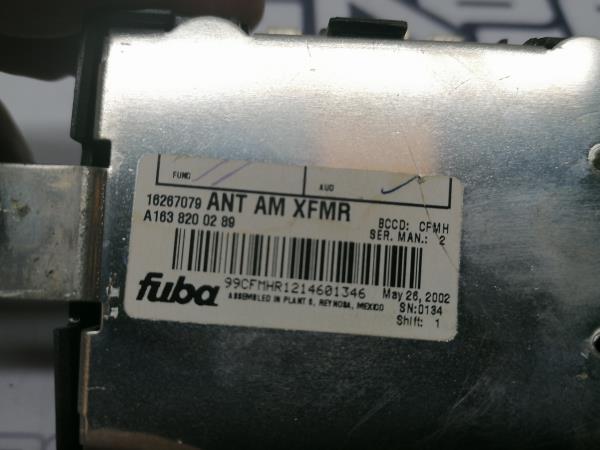 FUNC AUD
16267079 ANT AM XFMR
A163 820 02 89
BCCD: CFMH
SER. MAN.: 2
fuba
99CFMHR1214601346
May 26, 2002
ASSEMBLED IN PLANT 5, REYNOSA, MEXICO
SN:0134
Shift: 1